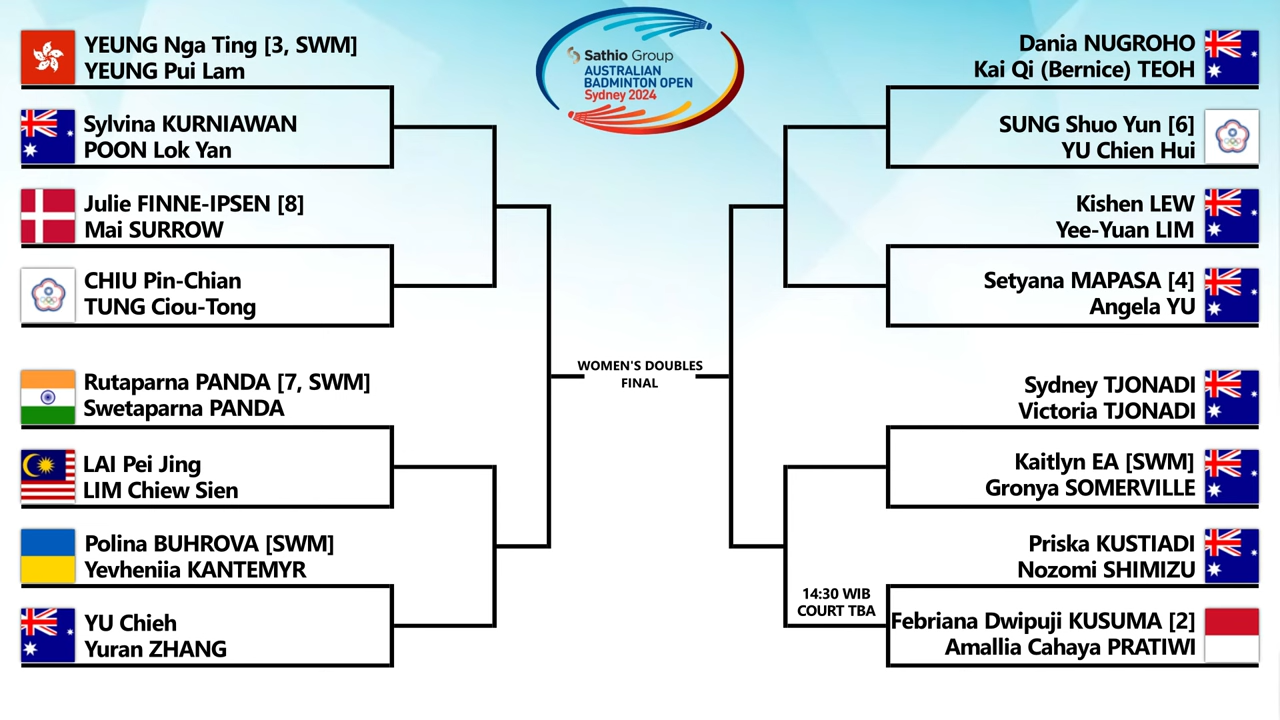 YEUNG Nga Ting [3, SWM]
YEUNG Pui Lam
Sylvina KURNIAWAN
POON Lok Yan
Julie FINNE-IPSEN [8]
Mai SURROW
CHIU Pin-Chian
TUNG Ciou-Tong
Rutaparna PANDA [7, SWM]
Swetaparna PANDA
LAI Pei Jing
LIM Chiew Sien
Polina BUHROVA [SWM]
Yevheniia KANTEMYR
YU Chieh
Yuran ZHANG
Sathio Group
AUSTRALIAN
BADMINTON OPEN
Sydney 2024
WOMEN'S DOUBLES
FINAL
Dania NUGROHO
Kai Qi (Bernice) TEOH
SUNG Shuo Yun [6]
YU Chien Hui
Kishen LEW
Yee-Yuan LIM
Setyana MAPASA [4]
Angela YU
Sydney TJONADI
Victoria TJONADI
Kaitlyn EA [SWM]
Gronya SOMERVILLE
Priska KUSTIADI
Nozomi SHIMIZU
14:30 WIB
COURT TBA
Febriana Dwipuji KUSUMA [2]
Amallia Cahaya PRATIWI